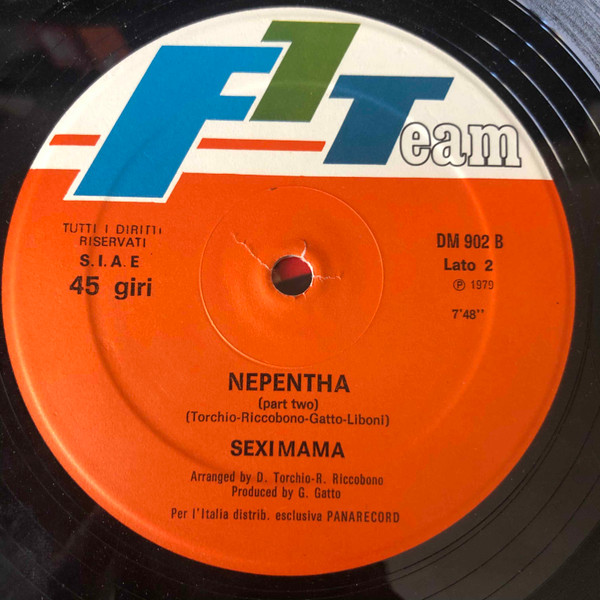 F1Team
TUTTI I DIRITTI
RISERVATI
S.I.A.E
45 giri
DM 902 B
Lato 2
℗ 1979
7'48''
NEPENTHA
(part two)
(Torchio-Riccobono-Gatto-Liboni)
SEXIMAMA
Arranged by D. Torchio-R. Riccobono
Produced by G. Gatto
Per l'Italia distrib. esclusiva PANARECORD